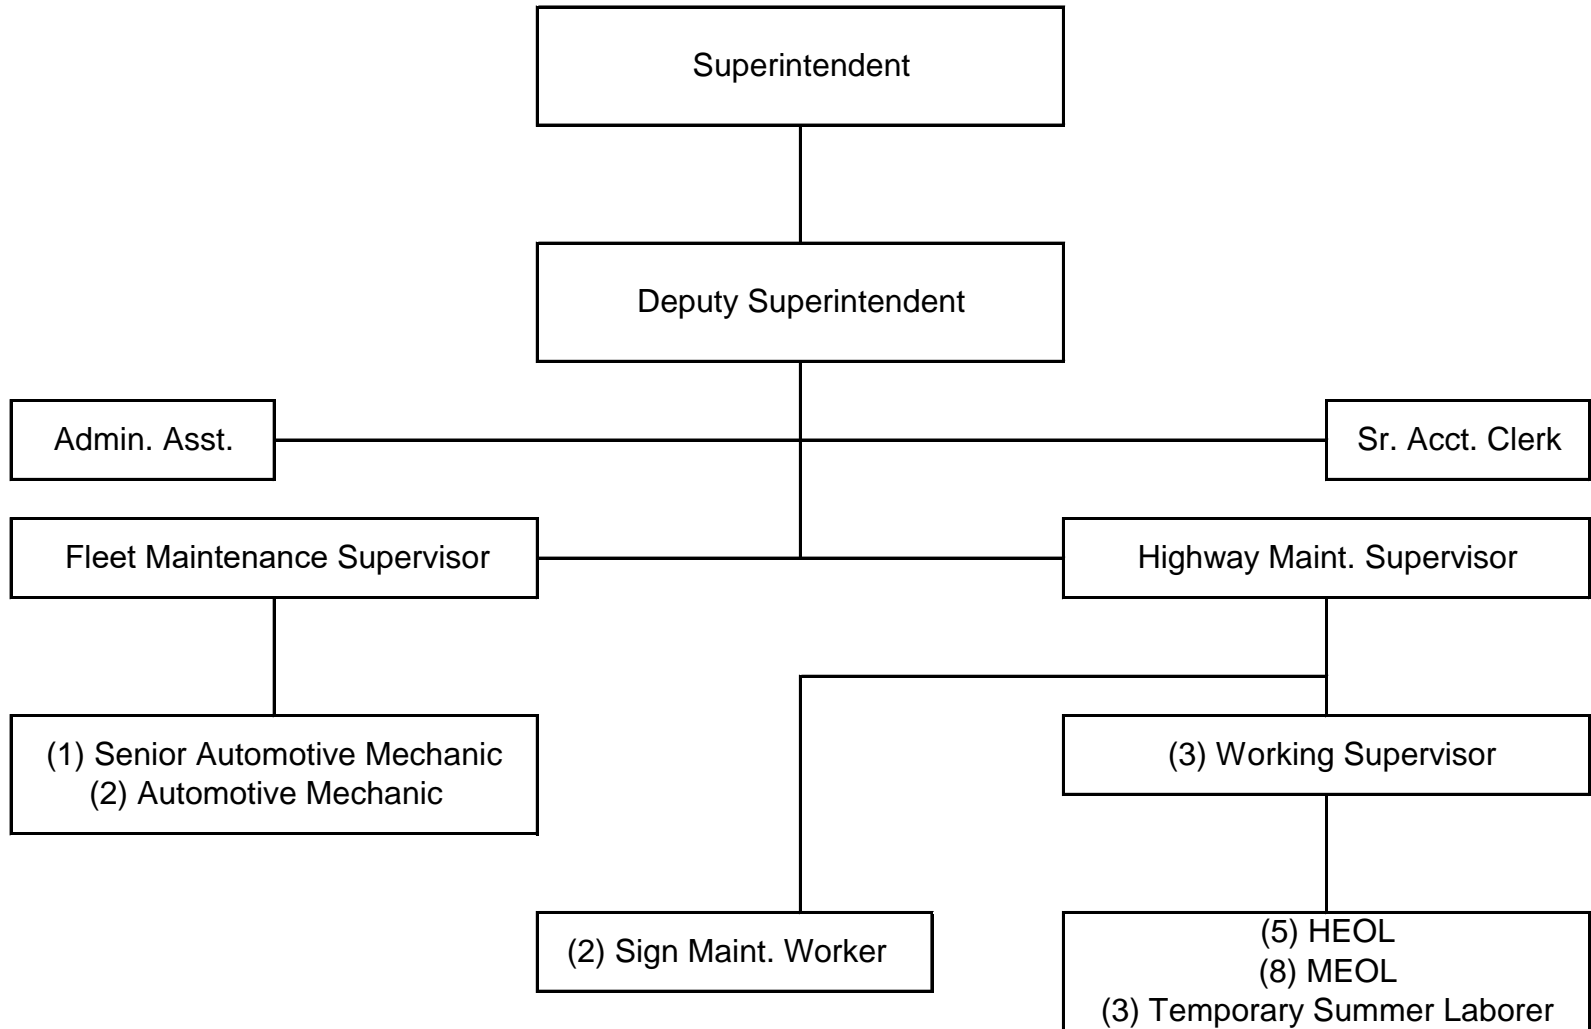 Superintendent
Deputy Superintendent
Admin. Asst.
Sr. Acct. Clerk
Fleet Maintenance Supervisor
Highway Maint. Supervisor
(1) Senior Automotive Mechanic
(2) Automotive Mechanic
(3) Working Supervisor
(2) Sign Maint. Worker
(5) HEOL
(8) MEOL
(3) Temporary Summer Laborer